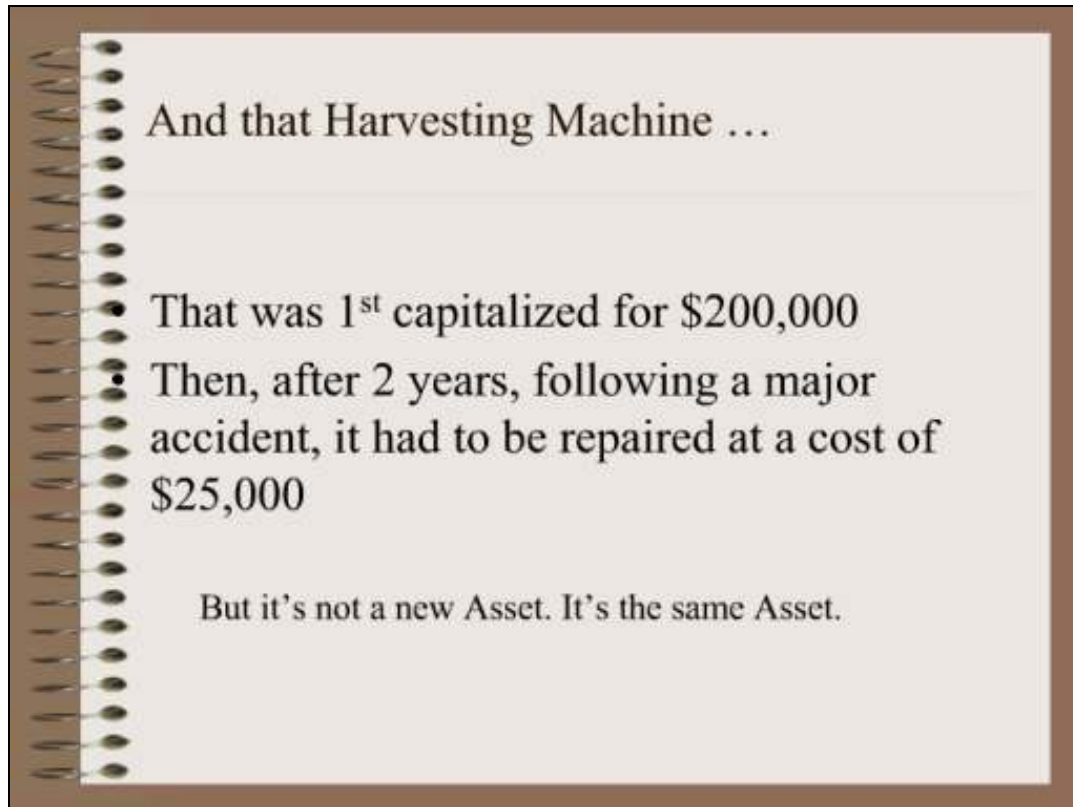 And that Harvesting Machine …
• That was 1st capitalized for $200,000
• Then, after 2 years, following a major
accident, it had to be repaired at a cost of
$25,000
But it's not a new Asset. It's the same Asset.